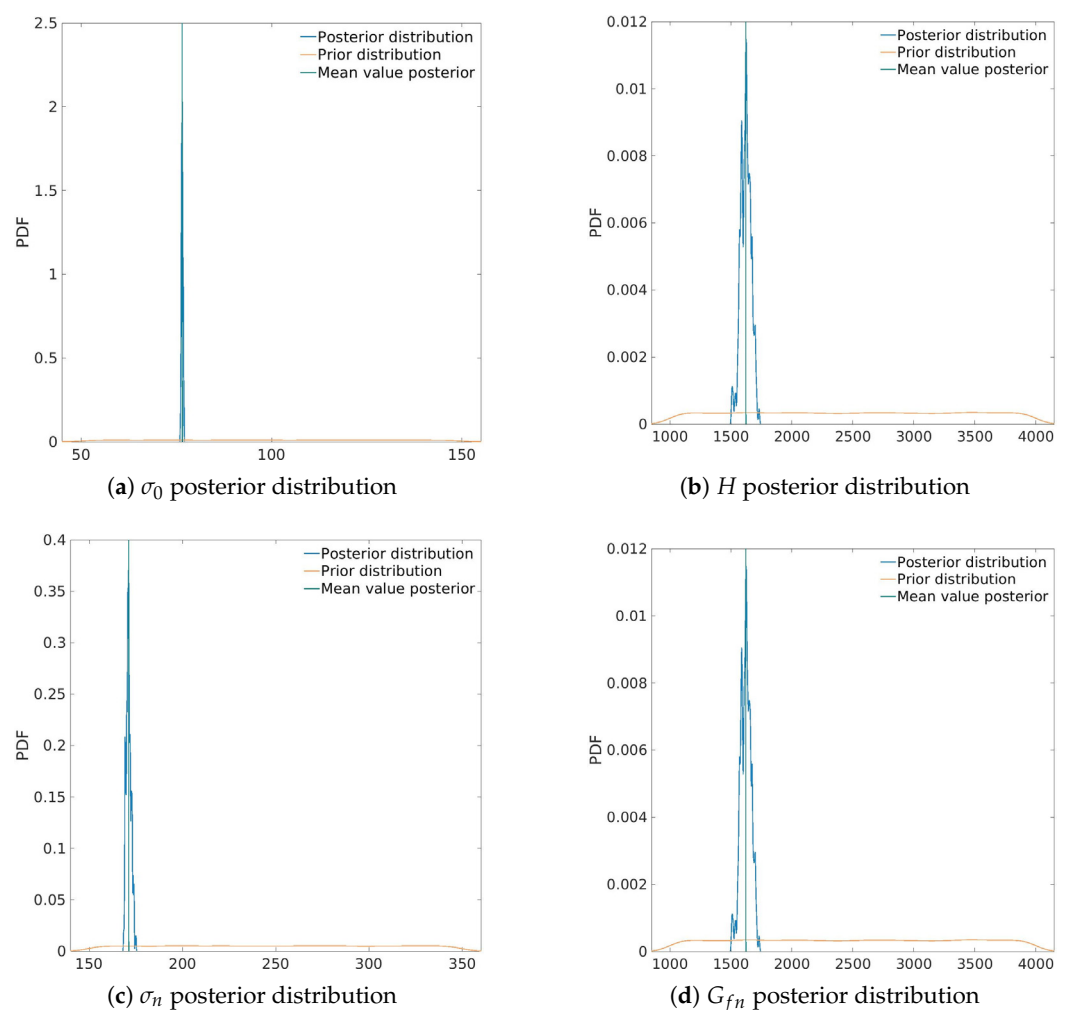 2.5
2
1.5
1
0.5
0
PDF
50
100
150
Posterior distribution
Prior distribution
Mean value posterior
(a) σ0 posterior distribution
0.012
0.01
0.008
0.006
0.004
0.002
0
PDF
1000 1500 2000 2500 3000 3500 4000
Posterior distribution
Prior distribution
Mean value posterior
(b) H posterior distribution
0.4
0.35
0.3
0.25
0.2
0.15
0.1
0.05
0
PDF
150 200 250 300 350
Posterior distribution
Prior distribution
Mean value posterior
(c) σn posterior distribution
0.012
0.01
0.008
0.006
0.004
0.002
0
PDF
1000 1500 2000 2500 3000 3500 4000
Posterior distribution
Prior distribution
Mean value posterior
(d) Gfn posterior distribution